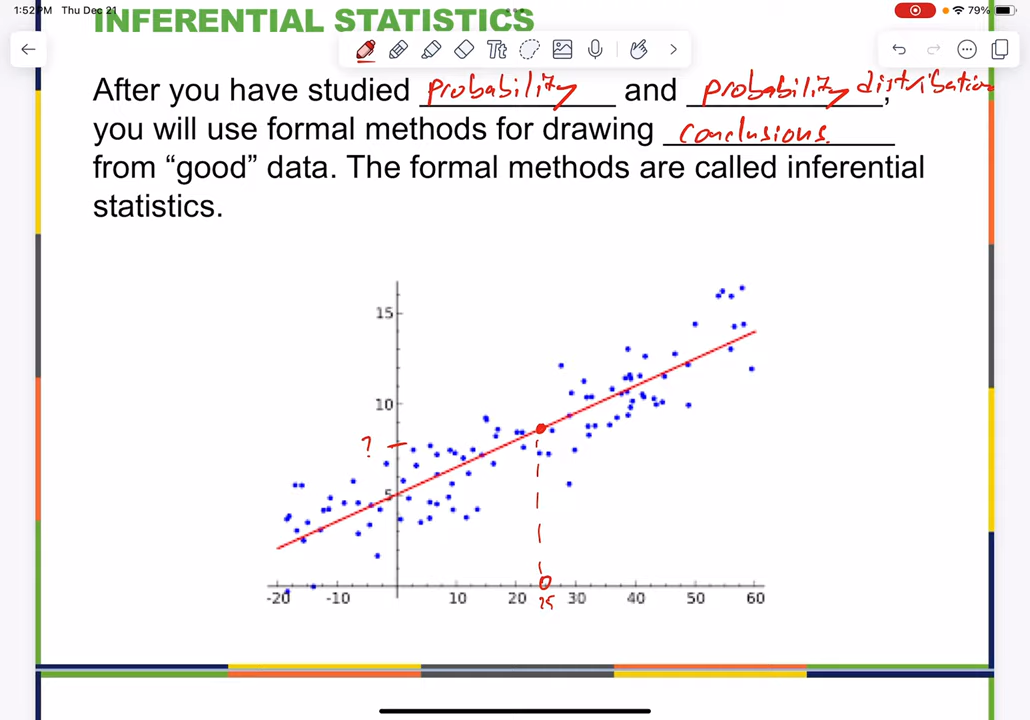 1:52 PM Thu Dec 21
79%
INFERENTIAL STATISTICS
Tt
After you have studied probability and probability distribution,
you will use formal methods for drawing conclusions.
from “good” data. The formal methods are called inferential
statistics.
15
10
?
5
-20 -10 10 20 25 30 40 50 60